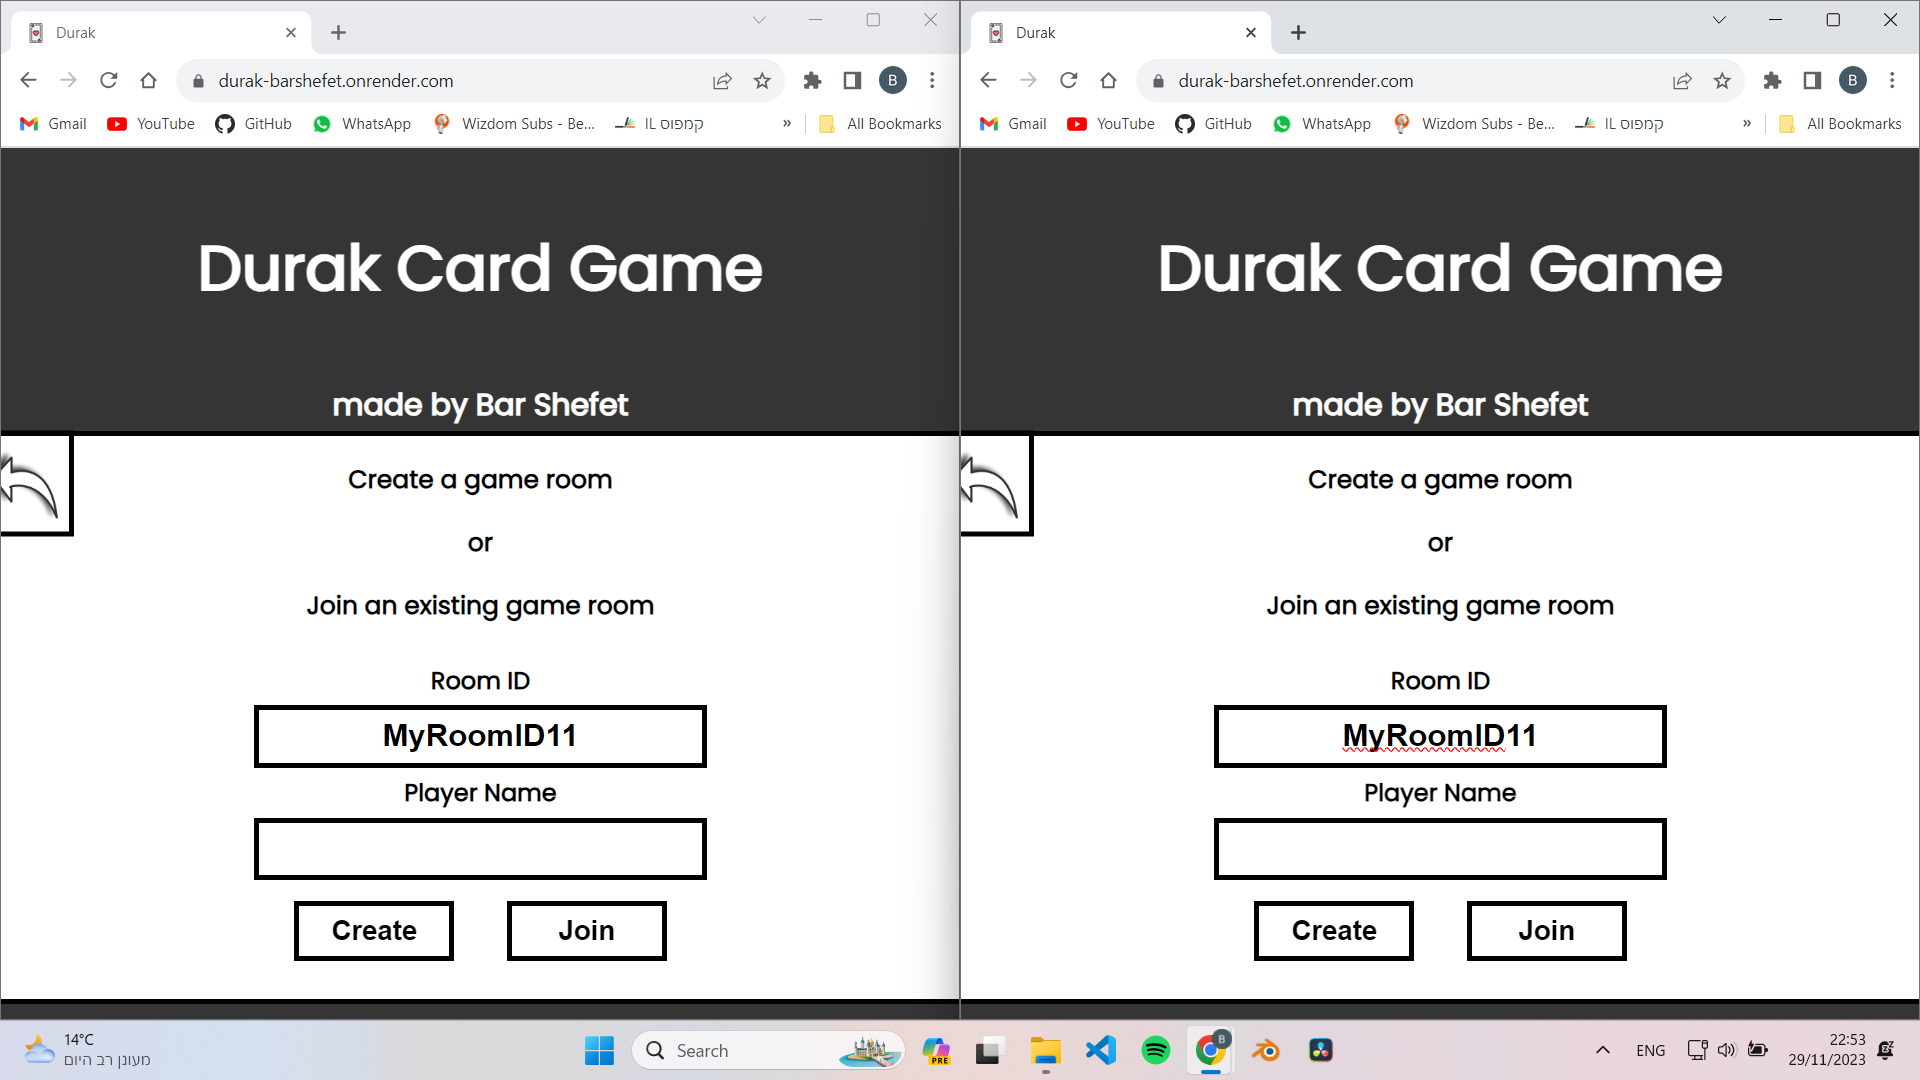 Durak
durak-barshefet.onrender.com
B
Gmail
YouTube
GitHub
WhatsApp
Wizdom Subs - Be...
קמפוס IL
»
All Bookmarks
Durak Card Game
made by Bar Shefet
Create a game room
or
Join an existing game room
Room ID
MyRoomID11
Player Name
Create
Join
Durak
durak-barshefet.onrender.com
B
Gmail
YouTube
GitHub
WhatsApp
Wizdom Subs - Be...
קמפוס IL
»
All Bookmarks
Durak Card Game
made by Bar Shefet
Create a game room
or
Join an existing game room
Room ID
MyRoomID11
Player Name
Create
Join
14°C
מעונן רב היום
Search
PRE
B
ENG
22:53
29/11/2023